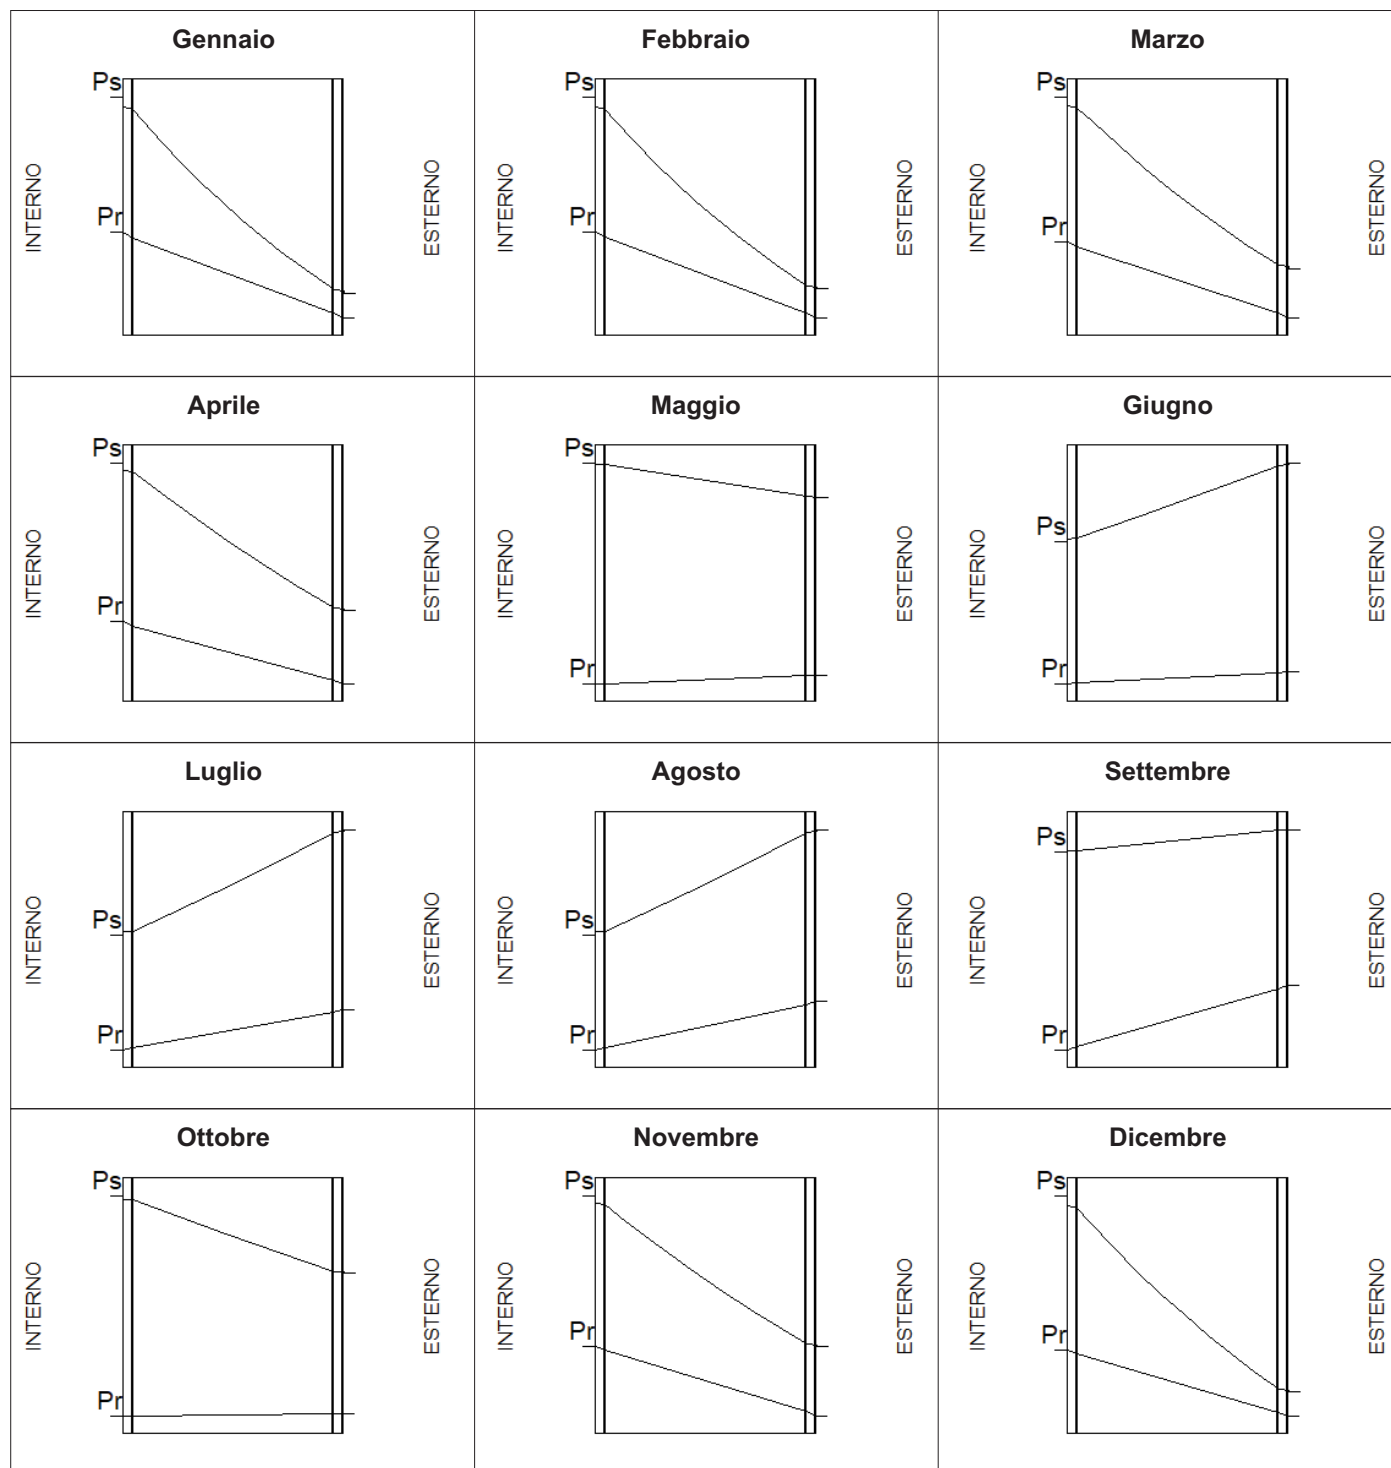 Gennaio
Ps
Pr
INTERNO
ESTERNO
Febbraio
Ps
Pr
INTERNO
ESTERNO
Marzo
Ps
Pr
INTERNO
ESTERNO
Aprile
Ps
Pr
INTERNO
ESTERNO
Maggio
Ps
Pr
INTERNO
ESTERNO
Giugno
Ps
Pr
INTERNO
ESTERNO
Luglio
Ps
Pr
INTERNO
ESTERNO
Agosto
Ps
Pr
INTERNO
ESTERNO
Settembre
Ps
Pr
INTERNO
ESTERNO
Ottobre
Ps
Pr
INTERNO
ESTERNO
Novembre
Ps
Pr
INTERNO
ESTERNO
Dicembre
Ps
Pr
INTERNO
ESTERNO